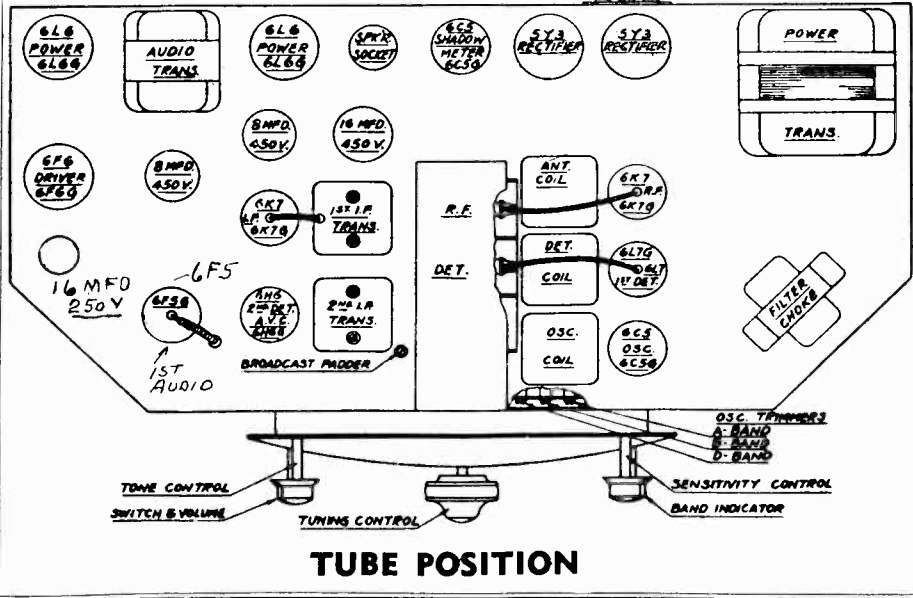 6L6
POWER
6L6G
AUDIO
TRANS.
6L6
POWER
6L6G
SPKR.
SOCKET
6C5
SHADOW
METER
6C5G
5Y3
RECTIFIER
5Y3
RECTIFIER
POWER
TRANS.
8 MFD.
450 V.
16 MFD.
450 V.
6F6
DRIVER
6F6G
8 MFD.
450 V.
6K7
I.F.
6K7G
1ST I.F.
TRANS.
R.F.
DET.
ANT.
COIL
6K7
R.F.
6K7G
DET.
COIL
6L7G
6L7
1ST DET.
16 MFD
250 V
6F5
6F5G
1ST
AUDIO
6H6
2ND DET.
A.V.C.
6H6G
2ND I.F.
TRANS.
BROADCAST PADDER
OSC.
COIL
6C5
OSC.
6C5G
FILTER
CHOKE
OSC. TRIMMERS
A-BAND
B-BAND
D-BAND
TONE CONTROL
SWITCH & VOLUME
TUNING CONTROL
SENSITIVITY CONTROL
BAND INDICATOR
TUBE POSITION